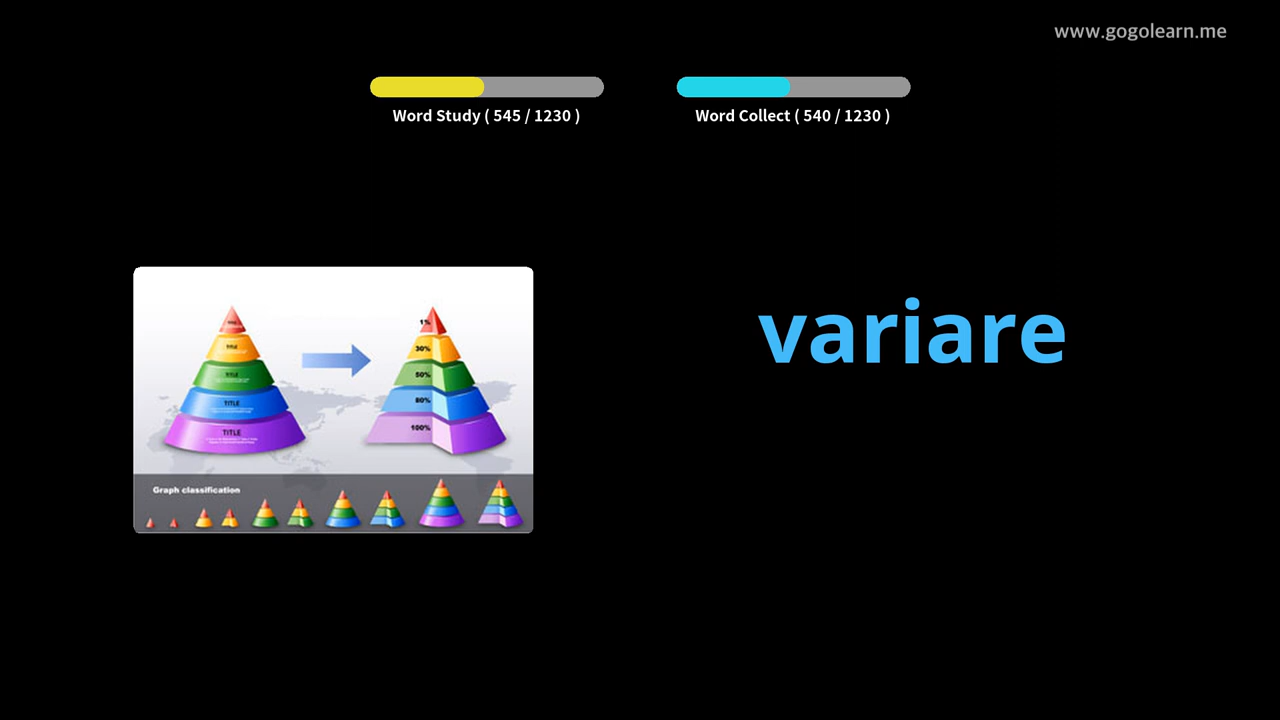 www.gogolearn.me
Word Study ( 545 / 1230 )
Word Collect ( 540 / 1230 )
variare
TITLE
TITLE
TITLE
TITLE
1%
30%
50%
80%
100%
Graph classification